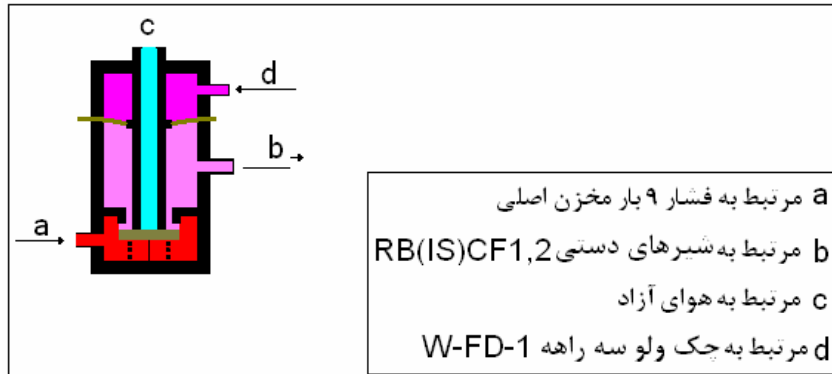 c
d
b
a
a مرتبط به فشار ۹ بار مخزن اصلی
b مرتبط به شیرهای دستی RB(IS)CF1,2
c مرتبط به هوای آزاد
d مرتبط به چک ولو سه راهه W-FD-1